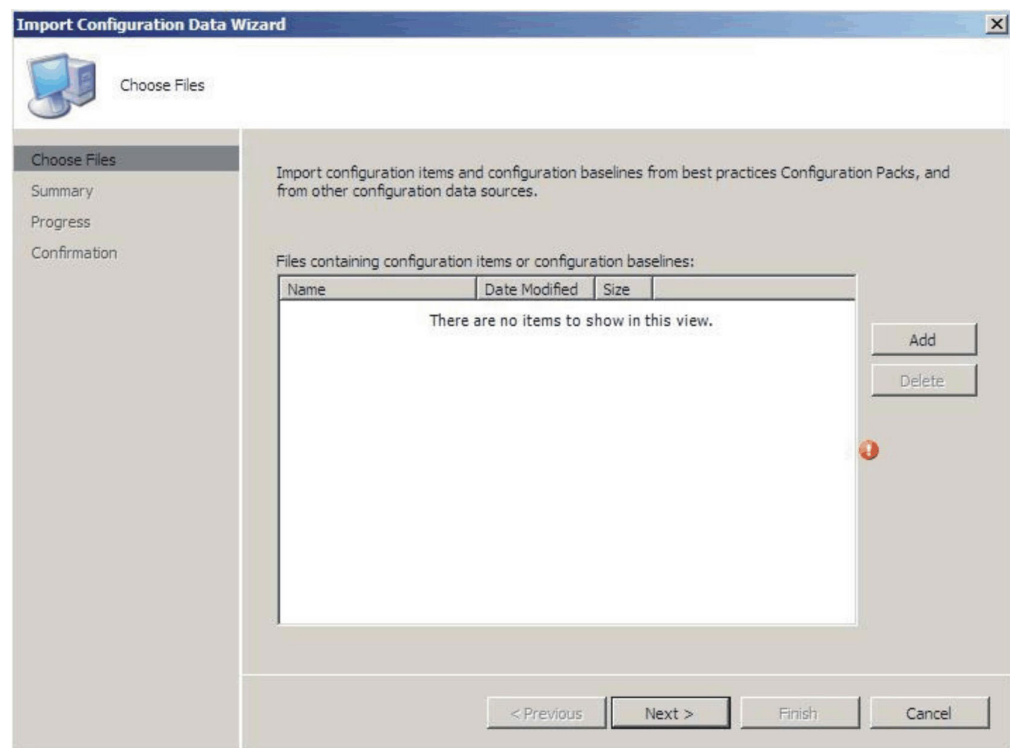 Import Configuration Data Wizard
Choose Files
Choose Files
Summary
Progress
Confirmation
Import configuration items and configuration baselines from best practices Configuration Packs, and
from other configuration data sources.
Files containing configuration items or configuration baselines:
Name Date Modified Size
There are no items to show in this view.
Add
Delete
< Previous Next > Finish Cancel